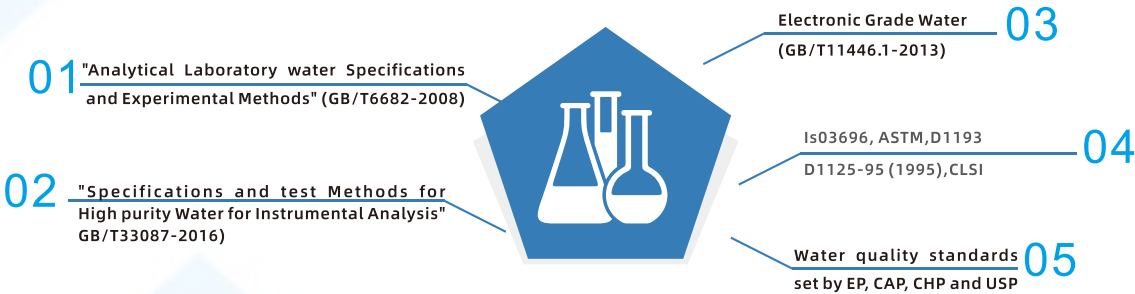 01
"Analytical Laboratory water Specifications
and Experimental Methods" (GB/T6682-2008)
02
"Specifications and test Methods for
High purity Water for Instrumental Analysis"
GB/T33087-2016)
Electronic Grade Water
(GB/T11446.1-2013)
03
Is03696, ASTM,D1193
D1125-95 (1995),CLSI
04
Water quality standards
set by EP, CAP, CHP and USP
05